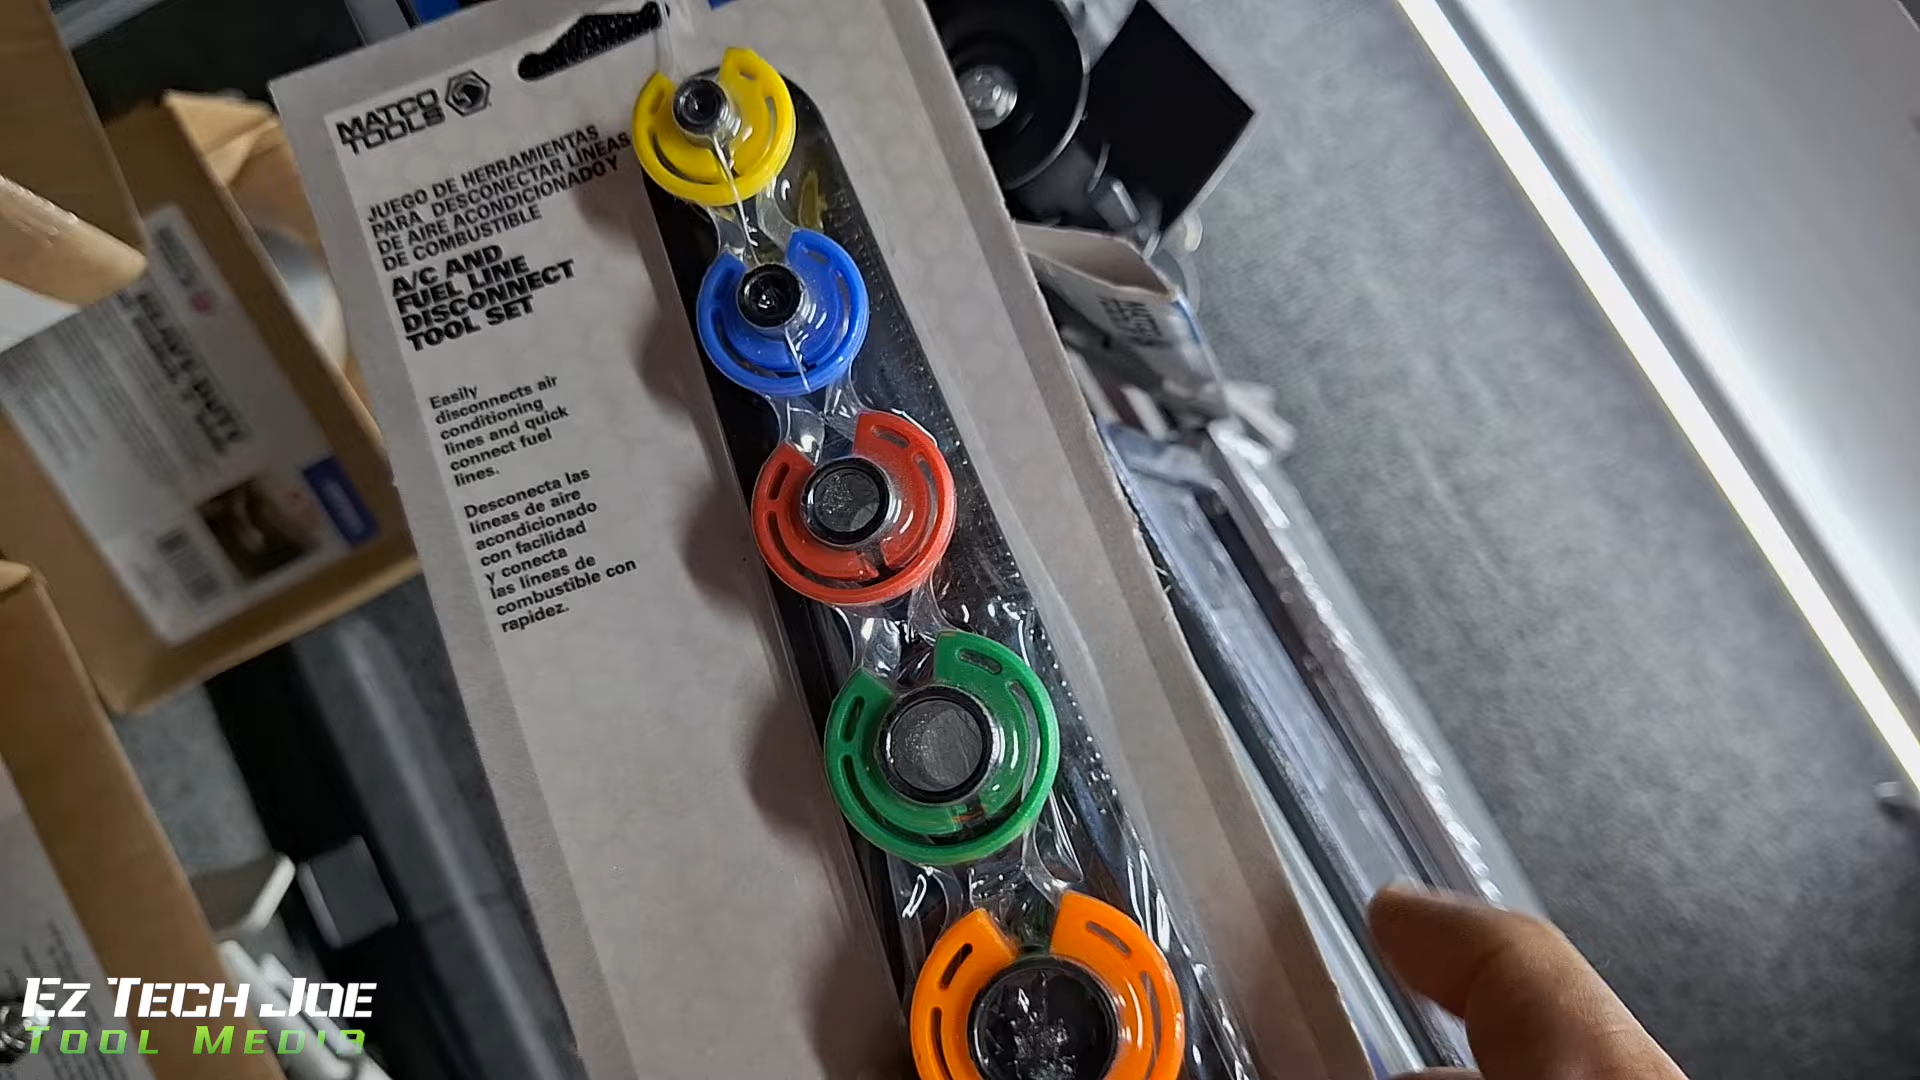 MATCO
TOOLS
JUEGO DE HERRAMIENTAS
PARA DESCONECTAR LÍNEAS
DE AIRE ACONDICIONADO Y
DE COMBUSTIBLE
A/C AND
FUEL LINE
DISCONNECT
TOOL SET
Easily
disconnects air
conditioning
lines and quick
connect fuel
lines.
Desconecta las
líneas de aire
acondicionado
con facilidad
y conecta
las líneas de
combustible con
rapidez.
EZ TECH JOE
TOOL MEDIA